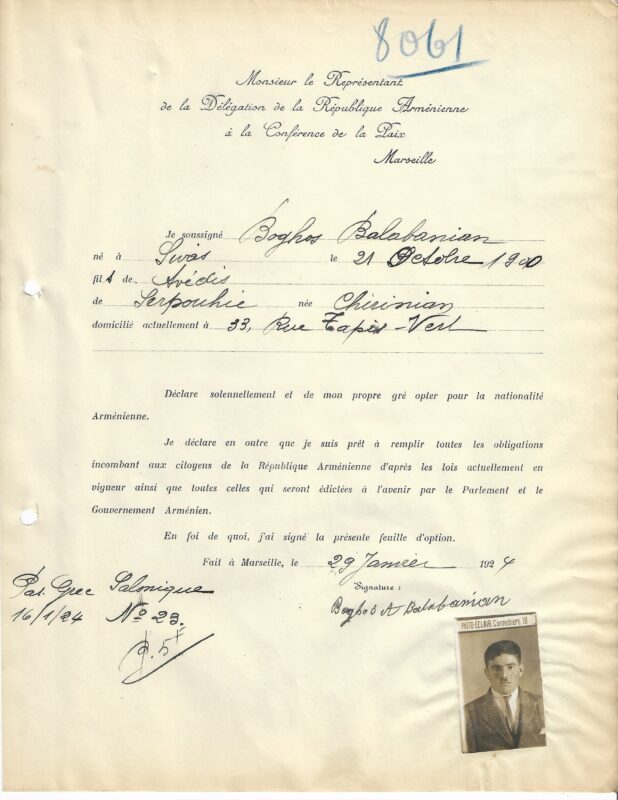 8061
Monsieur le Représentant
de la Délégation de la République Arménienne
à la Conférence de la Paix
Marseille
Je soussigné Boghos Balabanian
né à Sivas le 21 Octobre 1900
fils de Avédis
de Serpouhie née Chirinian
domicilié actuellement à 33, Rue Tapis-Vert
Déclare solennellement et de mon propre gré opter pour la nationalité
Arménienne.
Je déclare en outre que je suis prêt à remplir toutes les obligations
incombant aux citoyens de la République Arménienne d'après les lois actuellement en
vigueur ainsi que toutes celles qui seront édictées à l'avenir par le Parlement et le
Gouvernement Arménien.
En foi de quoi, j'ai signé la présente feuille d'option.
Fait à Marseille, le 29 Janvier 1924
Signature :
Boghos A Balabanian
Pas. Grec Salonique
16/1/24 No 23.
PHOTO-ECLAIR Cannebière 78